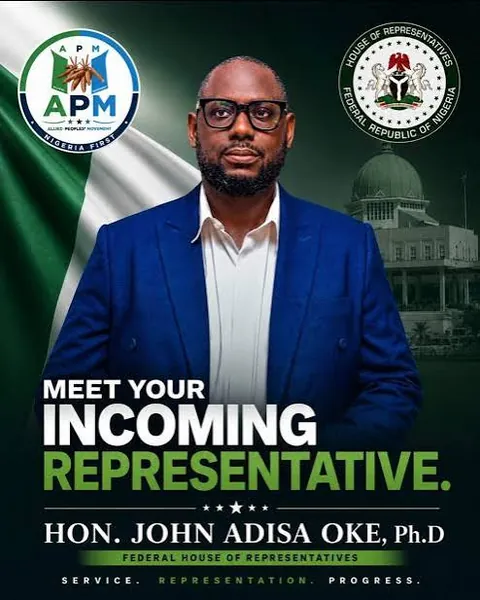 A P M
APM
ALLIED PEOPLES' MOVEMENT
NIGERIA FIRST
HOUSE OF REPRESENTATIVES
FEDERAL REPUBLIC OF NIGERIA
MEET YOUR
INCOMING
REPRESENTATIVE.
HON. JOHN ADISA OKE, Ph.D
FEDERAL HOUSE OF REPRESENTATIVES
SERVICE. REPRESENTATION. PROGRESS.